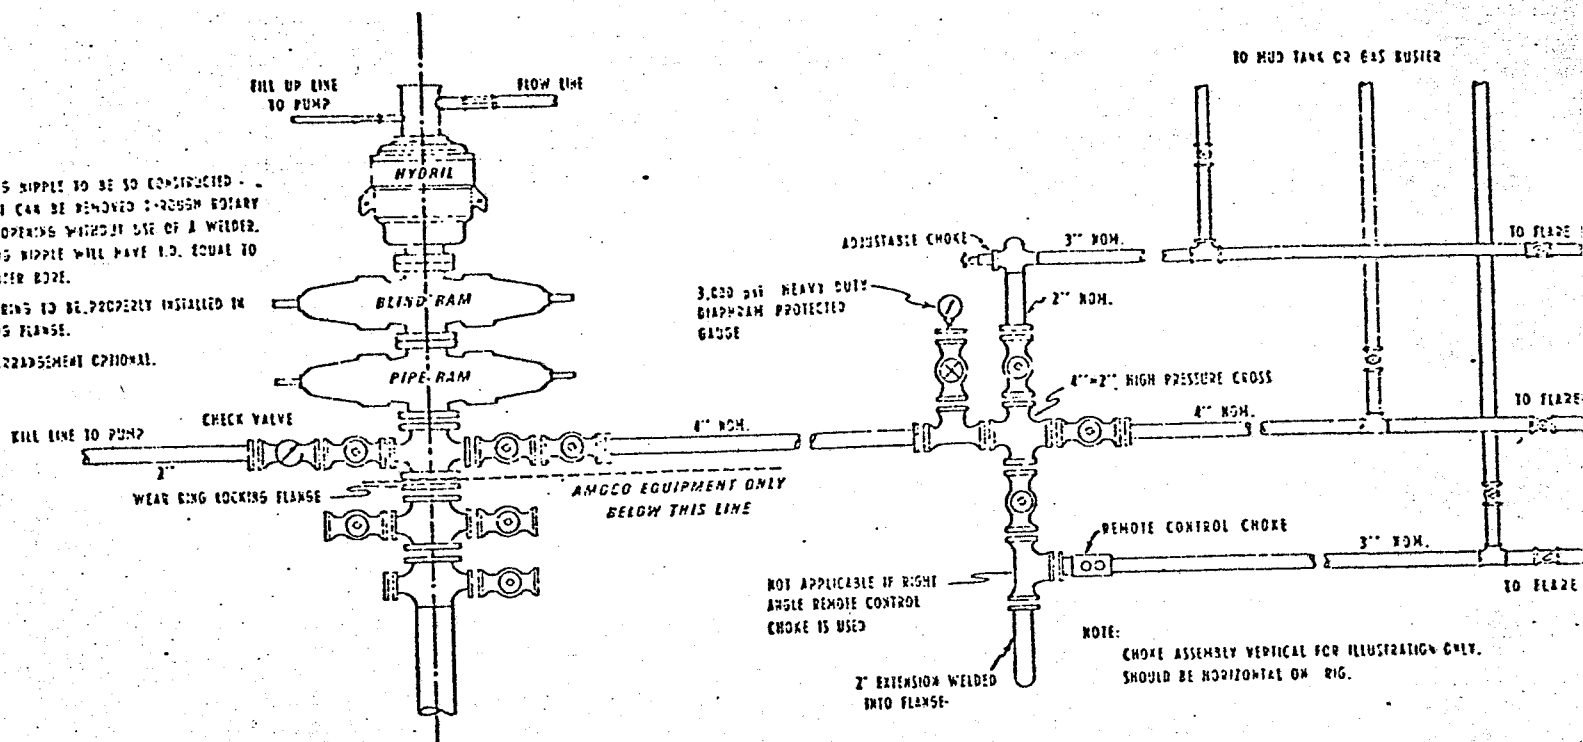 TO MUD TANK OR GAS BUSTER
FILL UP LINE
TO PUMP
FLOW LINE
HYDRIL
NIPPLE TO BE SO CONSTRUCTED -
CAN BE REMOVED THROUGH ROTARY
OPENING WITHOUT USE OF A WELDER.
NIPPLE WILL HAVE I.D. EQUAL TO
BORE.
RING TO BE PROPERLY INSTALLED IN
FLANGE.
ARRANGEMENT OPTIONAL.
BLIND RAM
PIPE RAM
CHECK VALVE
KILL LINE TO PUMP
2"
4" NOM.
WEAR RING LOCKING FLANGE
AMOCO EQUIPMENT ONLY
BELOW THIS LINE
ADJUSTABLE CHOKE
3" NOM.
TO FLARE
3,000 psi HEAVY DUTY
DIAPHRAM PROTECTED
GAUGE
2" NOM.
4"×2" HIGH PRESSURE CROSS
4" NOM.
TO FLARE
REMOTE CONTROL CHOKE
3" NOM.
TO FLARE
NOT APPLICABLE IF RIGHT
ANGLE REMOTE CONTROL
CHOKE IS USED
2" EXTENSION WELDED
INTO FLANGE
NOTE:
CHOKE ASSEMBLY VERTICAL FOR ILLUSTRATION ONLY.
SHOULD BE HORIZONTAL ON RIG.